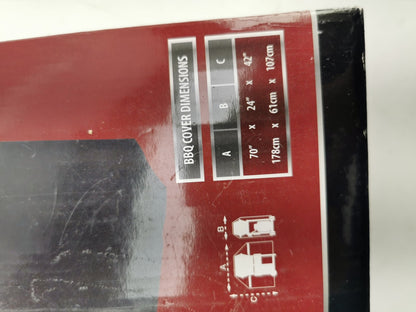 BBQ COVER DIMENSIONS
A B C
70" x 24" x 42"
178cm x 61cm x 107cm
A B
C